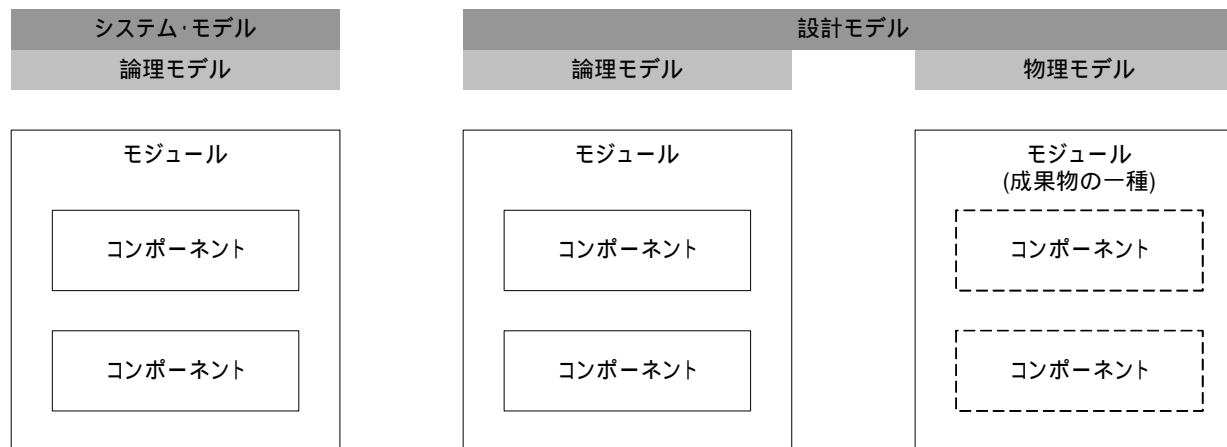 システム・モデル
設計モデル
論理モデル
論理モデル
物理モデル
モジュール
コンポーネント
コンポーネント
モジュール
コンポーネント
コンポーネント
モジュール
(成果物の一種)
コンポーネント
コンポーネント